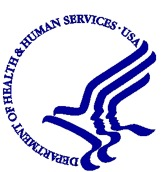 DEPARTMENT OF HEALTH & HUMAN SERVICES · USA